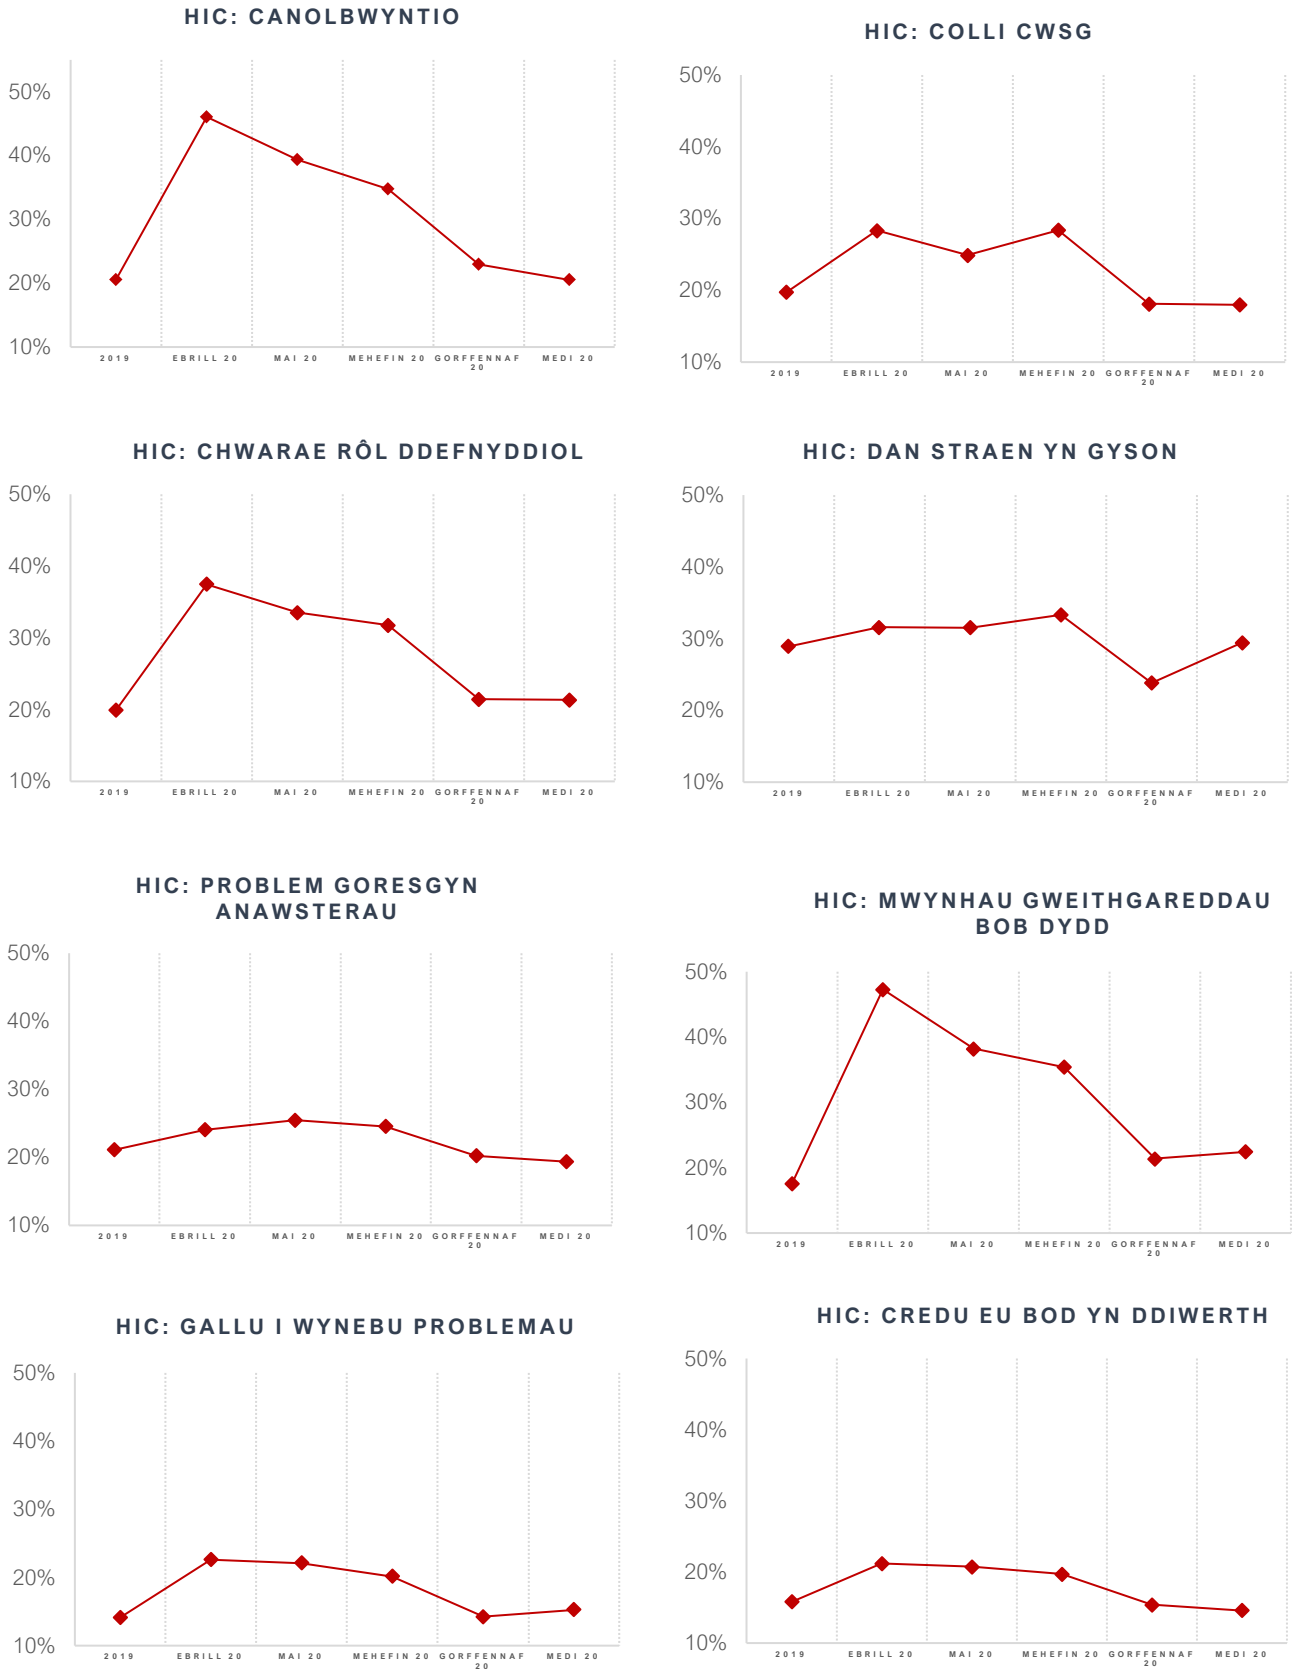 HIC: CANOLBWYNTIO
50%
40%
30%
20%
10%
2019
EBRILL 20
MAI 20
MEHEFIN 20
GORFFENNAF
20
MEDI 20
HIC: COLLI CWSG
50%
40%
30%
20%
10%
2019
EBRILL 20
MAI 20
MEHEFIN 20
GORFFENNAF
20
MEDI 20
HIC: CHWARAE RÔL DDEFNYDDIOL
50%
40%
30%
20%
10%
2019
EBRILL 20
MAI 20
MEHEFIN 20
GORFFENNAF
20
MEDI 20
HIC: DAN STRAEN YN GYSON
50%
40%
30%
20%
10%
2019
EBRILL 20
MAI 20
MEHEFIN 20
GORFFENNAF
20
MEDI 20
HIC: PROBLEM GORESGYN
ANAWSTERAU
50%
40%
30%
20%
10%
2019
EBRILL 20
MAI 20
MEHEFIN 20
GORFFENNAF
20
MEDI 20
HIC: MWYNHAU GWEITHGAREDDAU
BOB DYDD
50%
40%
30%
20%
10%
2019
EBRILL 20
MAI 20
MEHEFIN 20
GORFFENNAF
20
MEDI 20
HIC: GALLU I WYNEBU PROBLEMAU
50%
40%
30%
20%
10%
2019
EBRILL 20
MAI 20
MEHEFIN 20
GORFFENNAF
20
MEDI 20
HIC: CREDU EU BOD YN DDIWERTH
50%
40%
30%
20%
10%
2019
EBRILL 20
MAI 20
MEHEFIN 20
GORFFENNAF
20
MEDI 20